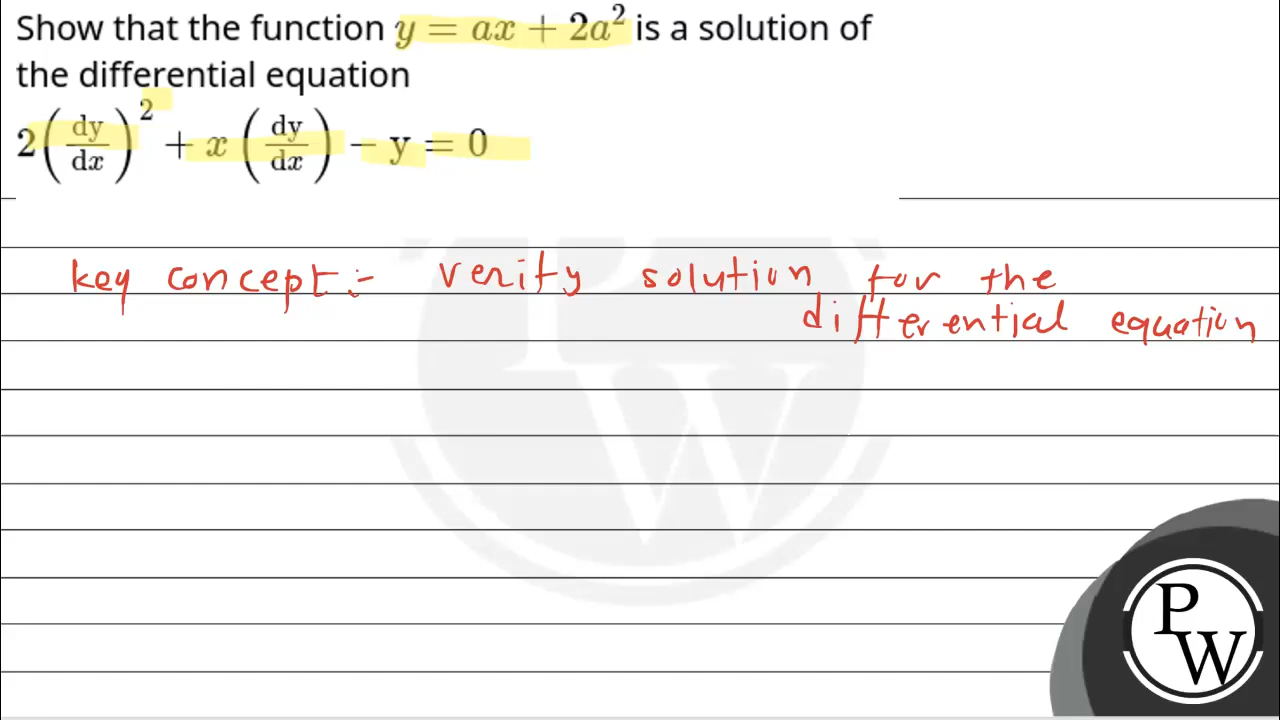 Show that the function y = ax + 2a² is a solution of
the differential equation
2(dy/dx)² + x(dy/dx) − y = 0
key concept :- verify solution for the
differential equation
P
W